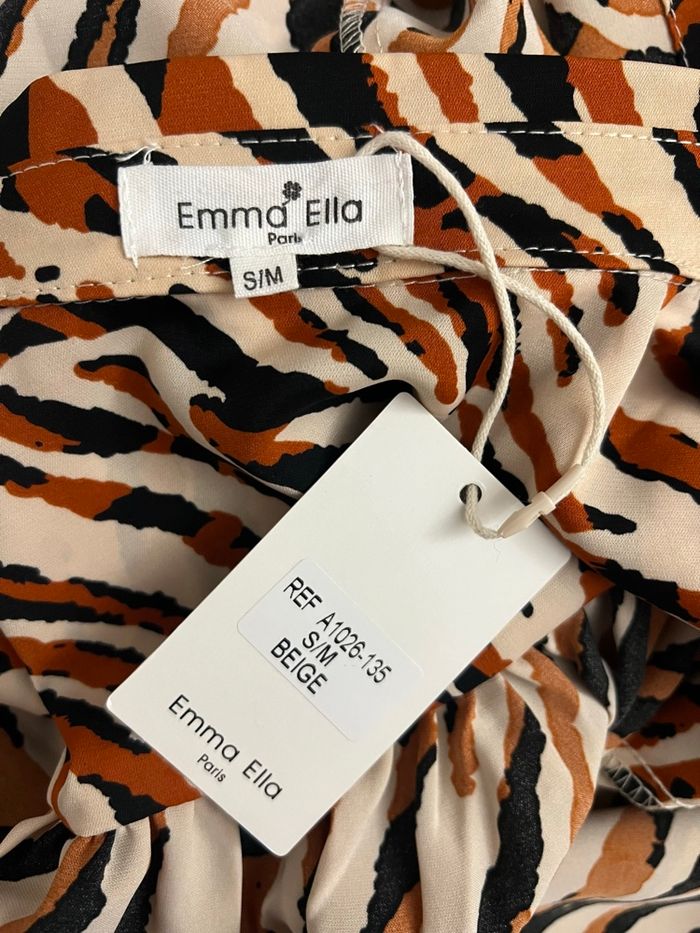 Emma Ella
Paris
S/M
REF A1026-135
S/M
BEIGE
Emma Ella
Paris